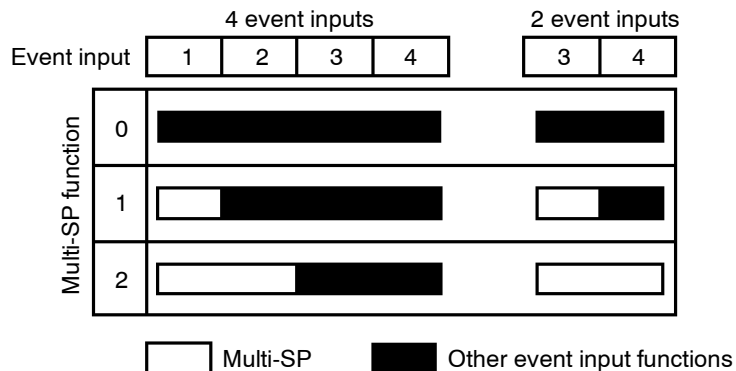 4 event inputs 2 event inputs
Event input 1 2 3 4 3 4
Multi-SP function
0
1
2
Multi-SP Other event input functions